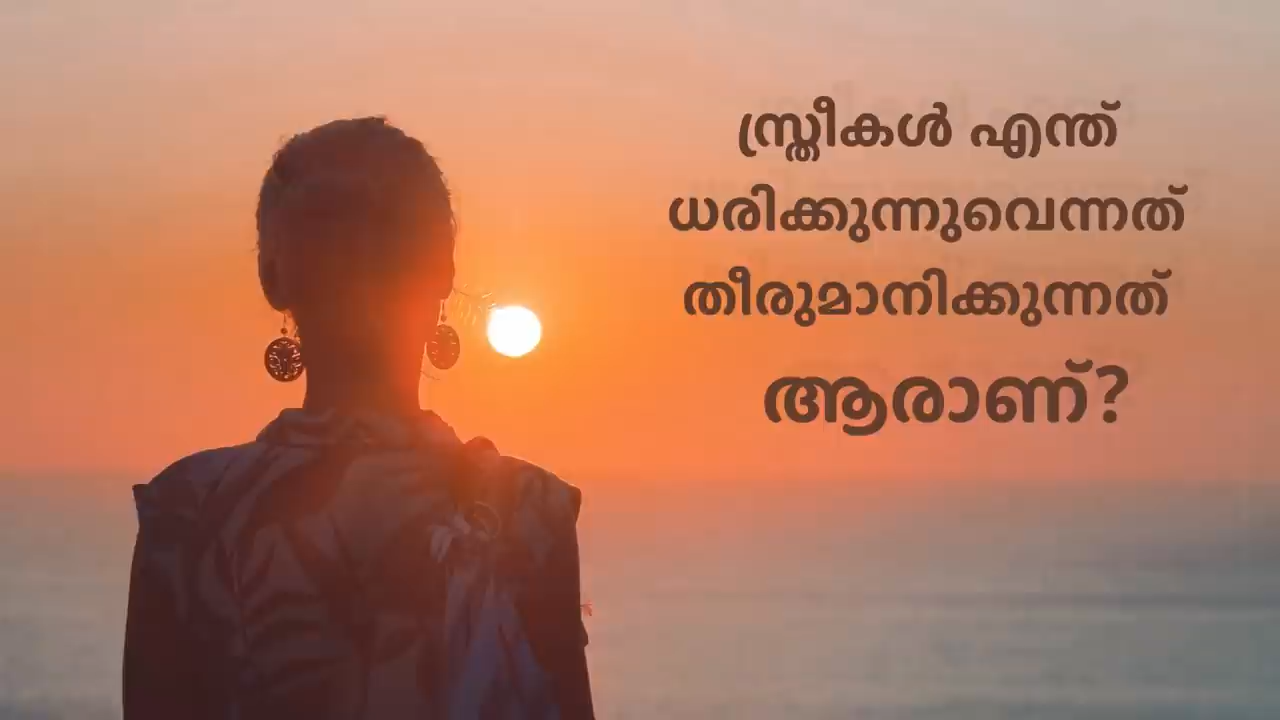 സ്ത്രീകൾ എന്ത്
ധരിക്കുന്നുവെന്നത്
തീരുമാനിക്കുന്നത്
ആരാണ്?